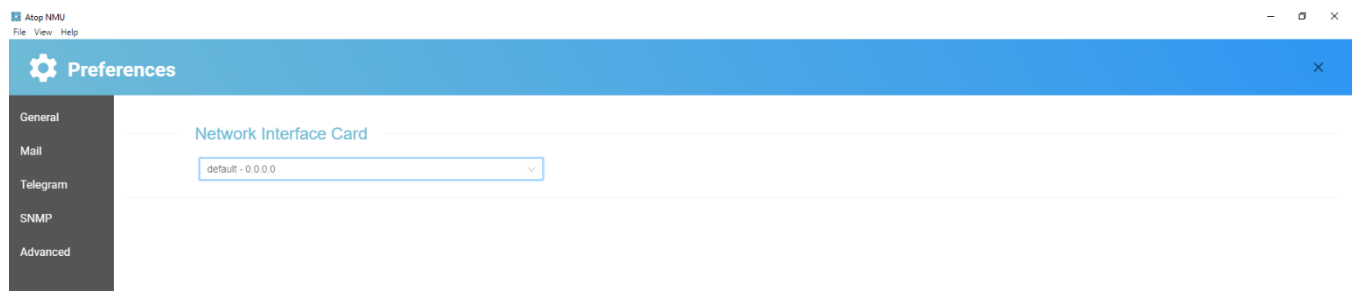 Atop NMU
File View Help
Preferences
General
Mail
Telegram
SNMP
Advanced
Network Interface Card
default - 0.0.0.0